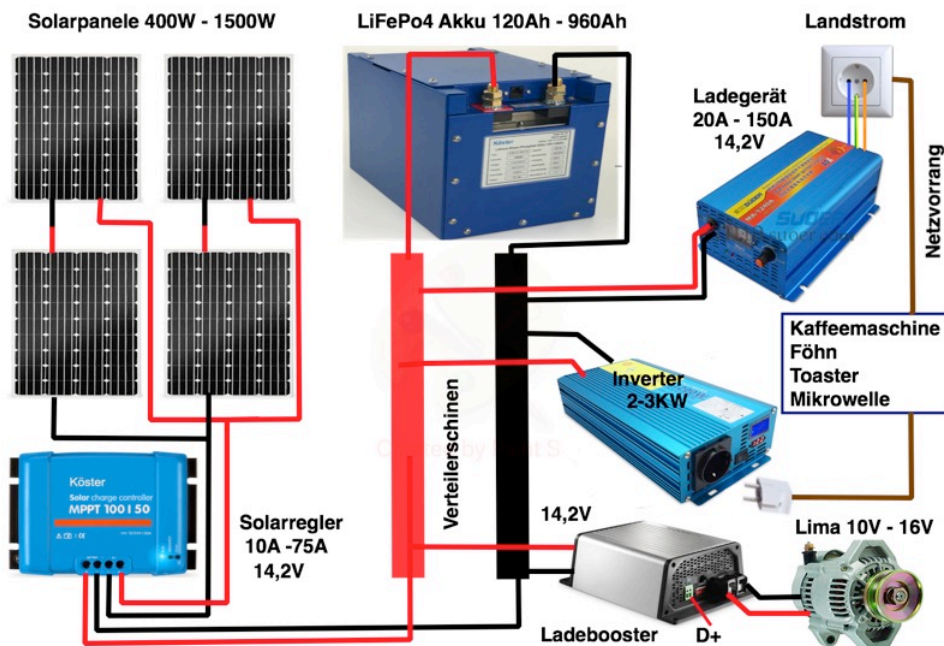 Solarpanele 400W - 1500W
LiFePo4 Akku 120Ah - 960Ah
Landstrom
Ladegerät
20A - 150A
14,2V
Netzvorrang
Köster
Kaffeemaschine
Föhn
Toaster
Mikrowelle
Inverter
2-3KW
Verteilerschinen
Köster
Solar charge controller
MPPT 100 | 50
Solarregler
10A -75A
14,2V
14,2V
Lima 10V - 16V
Ladebooster
D+